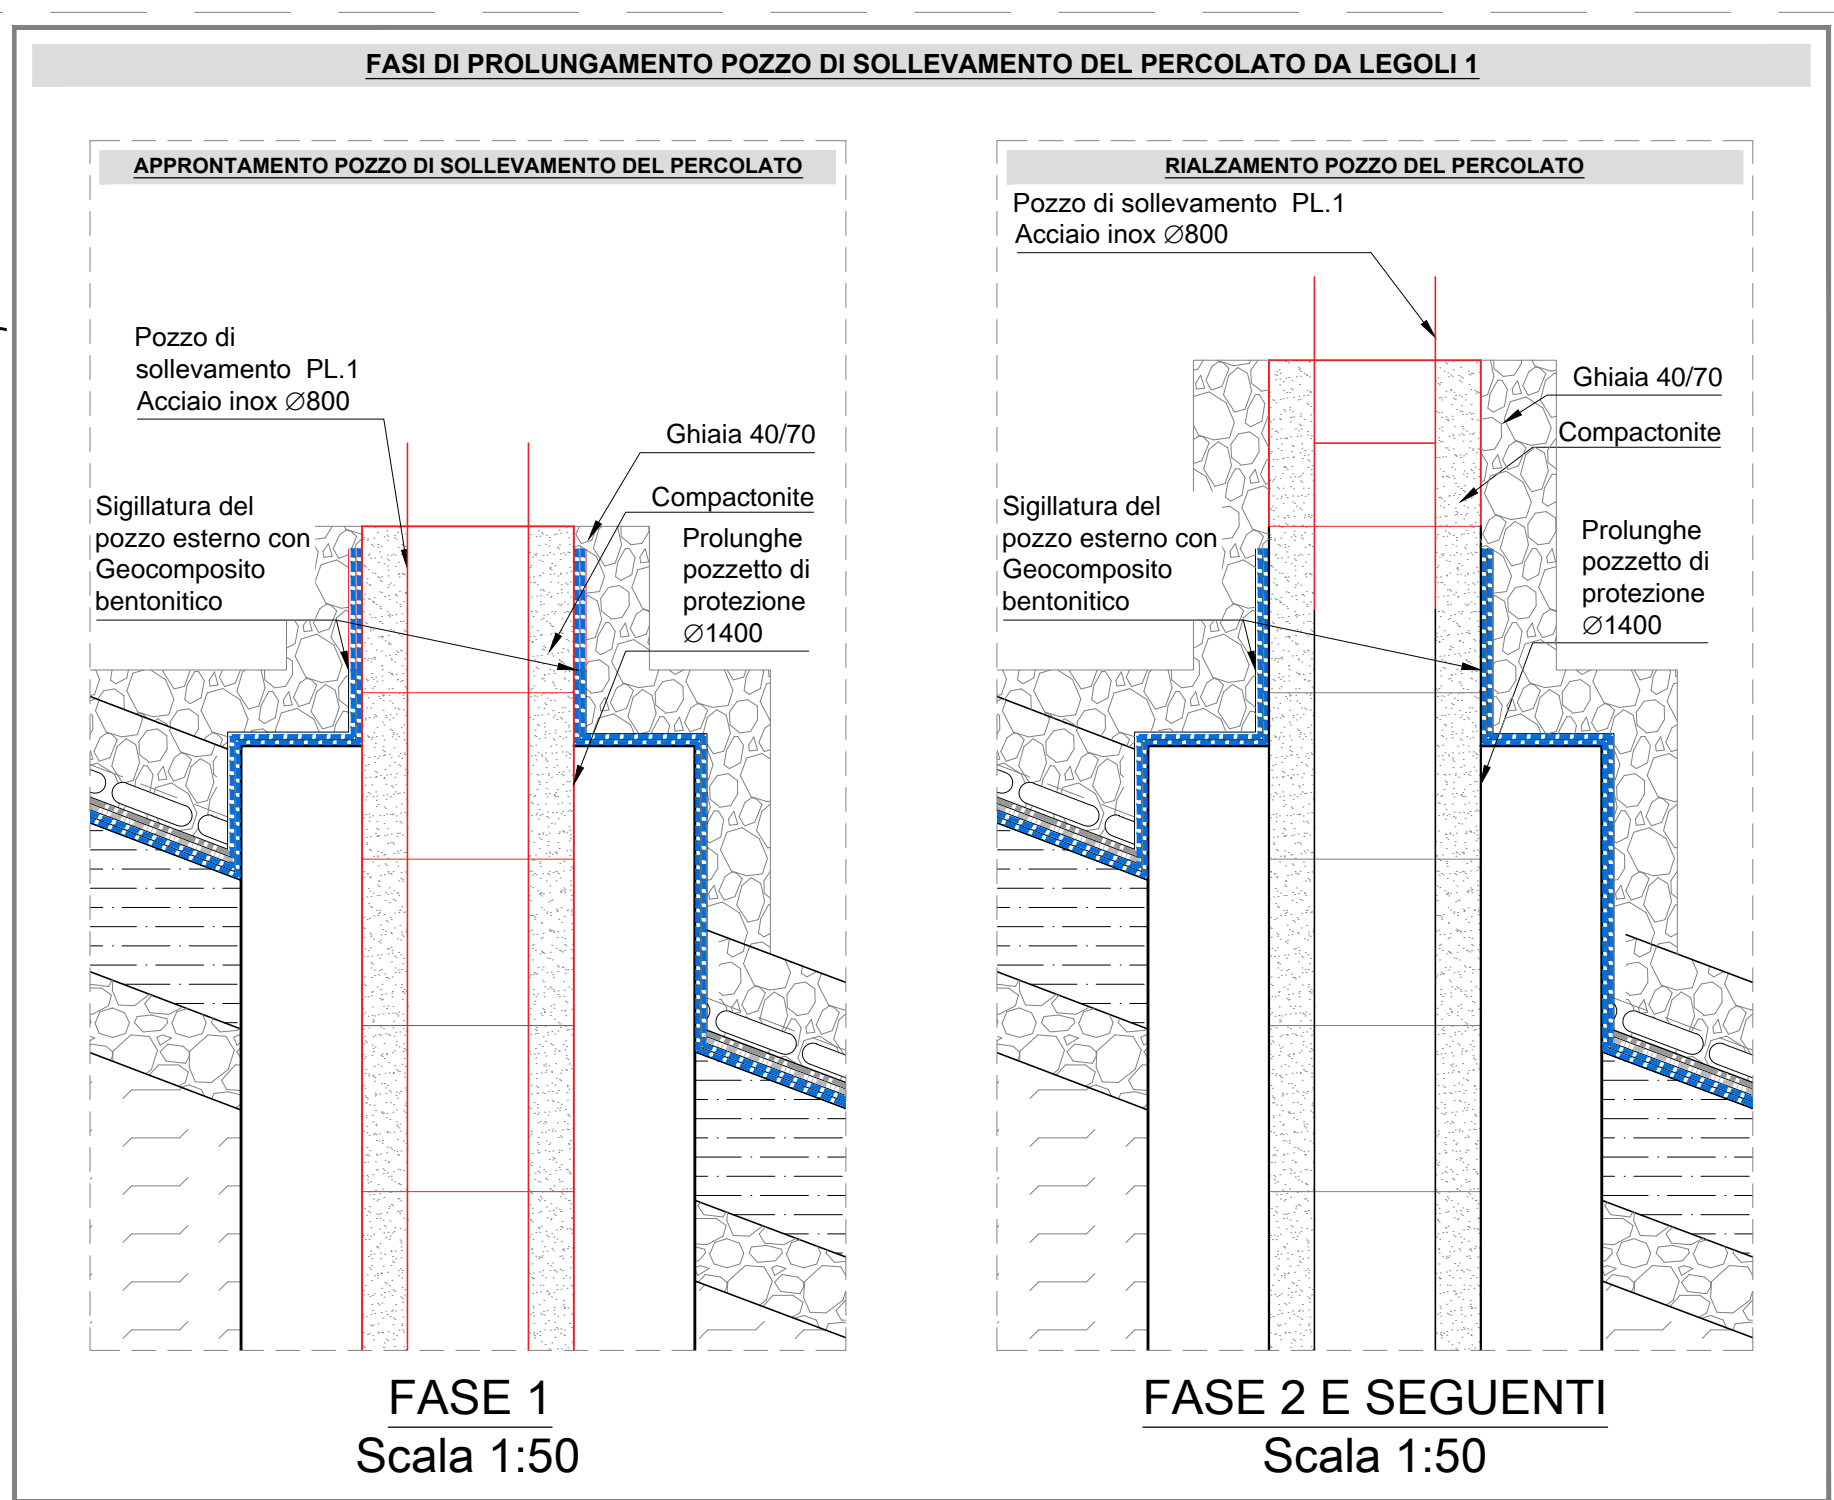 FASI DI PROLUNGAMENTO POZZO DI SOLLEVAMENTO DEL PERCOLATO DA LEGOLI 1
APPRONTAMENTO POZZO DI SOLLEVAMENTO DEL PERCOLATO
Pozzo di
sollevamento PL.1
Acciaio inox ∅800
Ghiaia 40/70
Compactonite
Sigillatura del
pozzo esterno con
Geocomposito
bentonitico
Prolunghe
pozzetto di
protezione
∅1400
FASE 1
Scala 1:50
RIALZAMENTO POZZO DEL PERCOLATO
Pozzo di sollevamento PL.1
Acciaio inox ∅800
Ghiaia 40/70
Compactonite
Sigillatura del
pozzo esterno con
Geocomposito
bentonitico
Prolunghe
pozzetto di
protezione
∅1400
FASE 2 E SEGUENTI
Scala 1:50